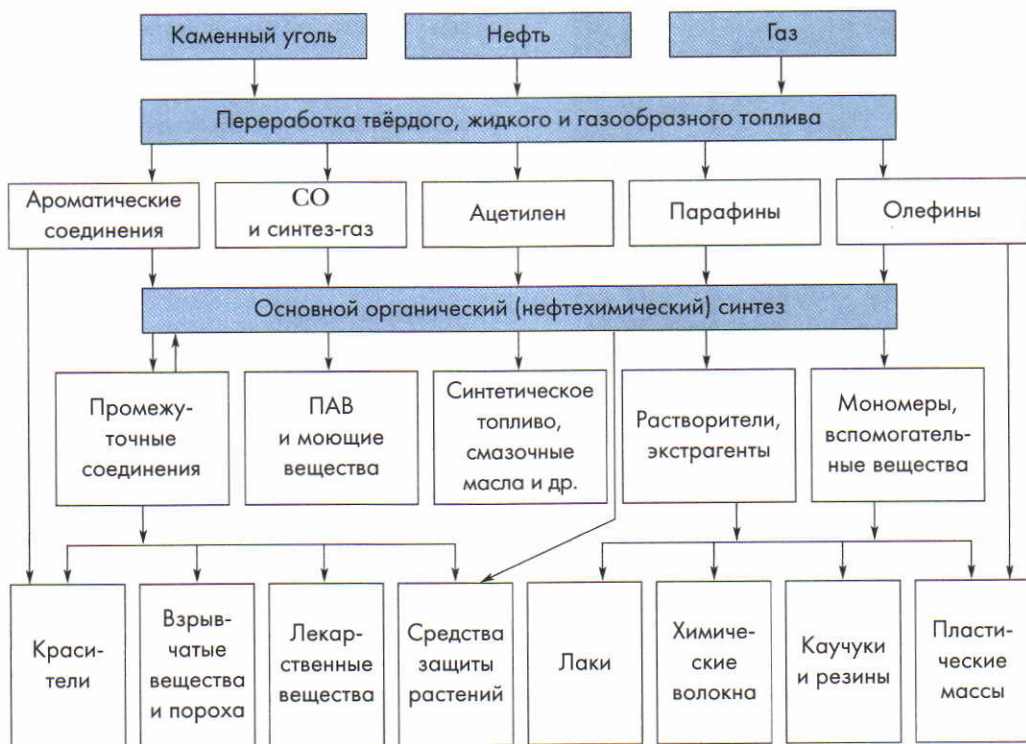 Каменный уголь
Нефть
Газ
Переработка твёрдого, жидкого и газообразного топлива
Ароматические
соединения
СО
и синтез-газ
Ацетилен
Парафины
Олефины
Основной органический (нефтехимический) синтез
Промежу-
точные
соединения
ПАВ
и моющие
вещества
Синтетическое
топливо,
смазочные
масла и др.
Растворители,
экстрагенты
Мономеры,
вспомогатель-
ные вещества
Краси-
тели
Взрыв-
чатые
вещества
и пороха
Лекар-
ственные
вещества
Средства
защиты
растений
Лаки
Химиче-
ские
волокна
Каучуки
и резины
Пласти-
ческие
массы